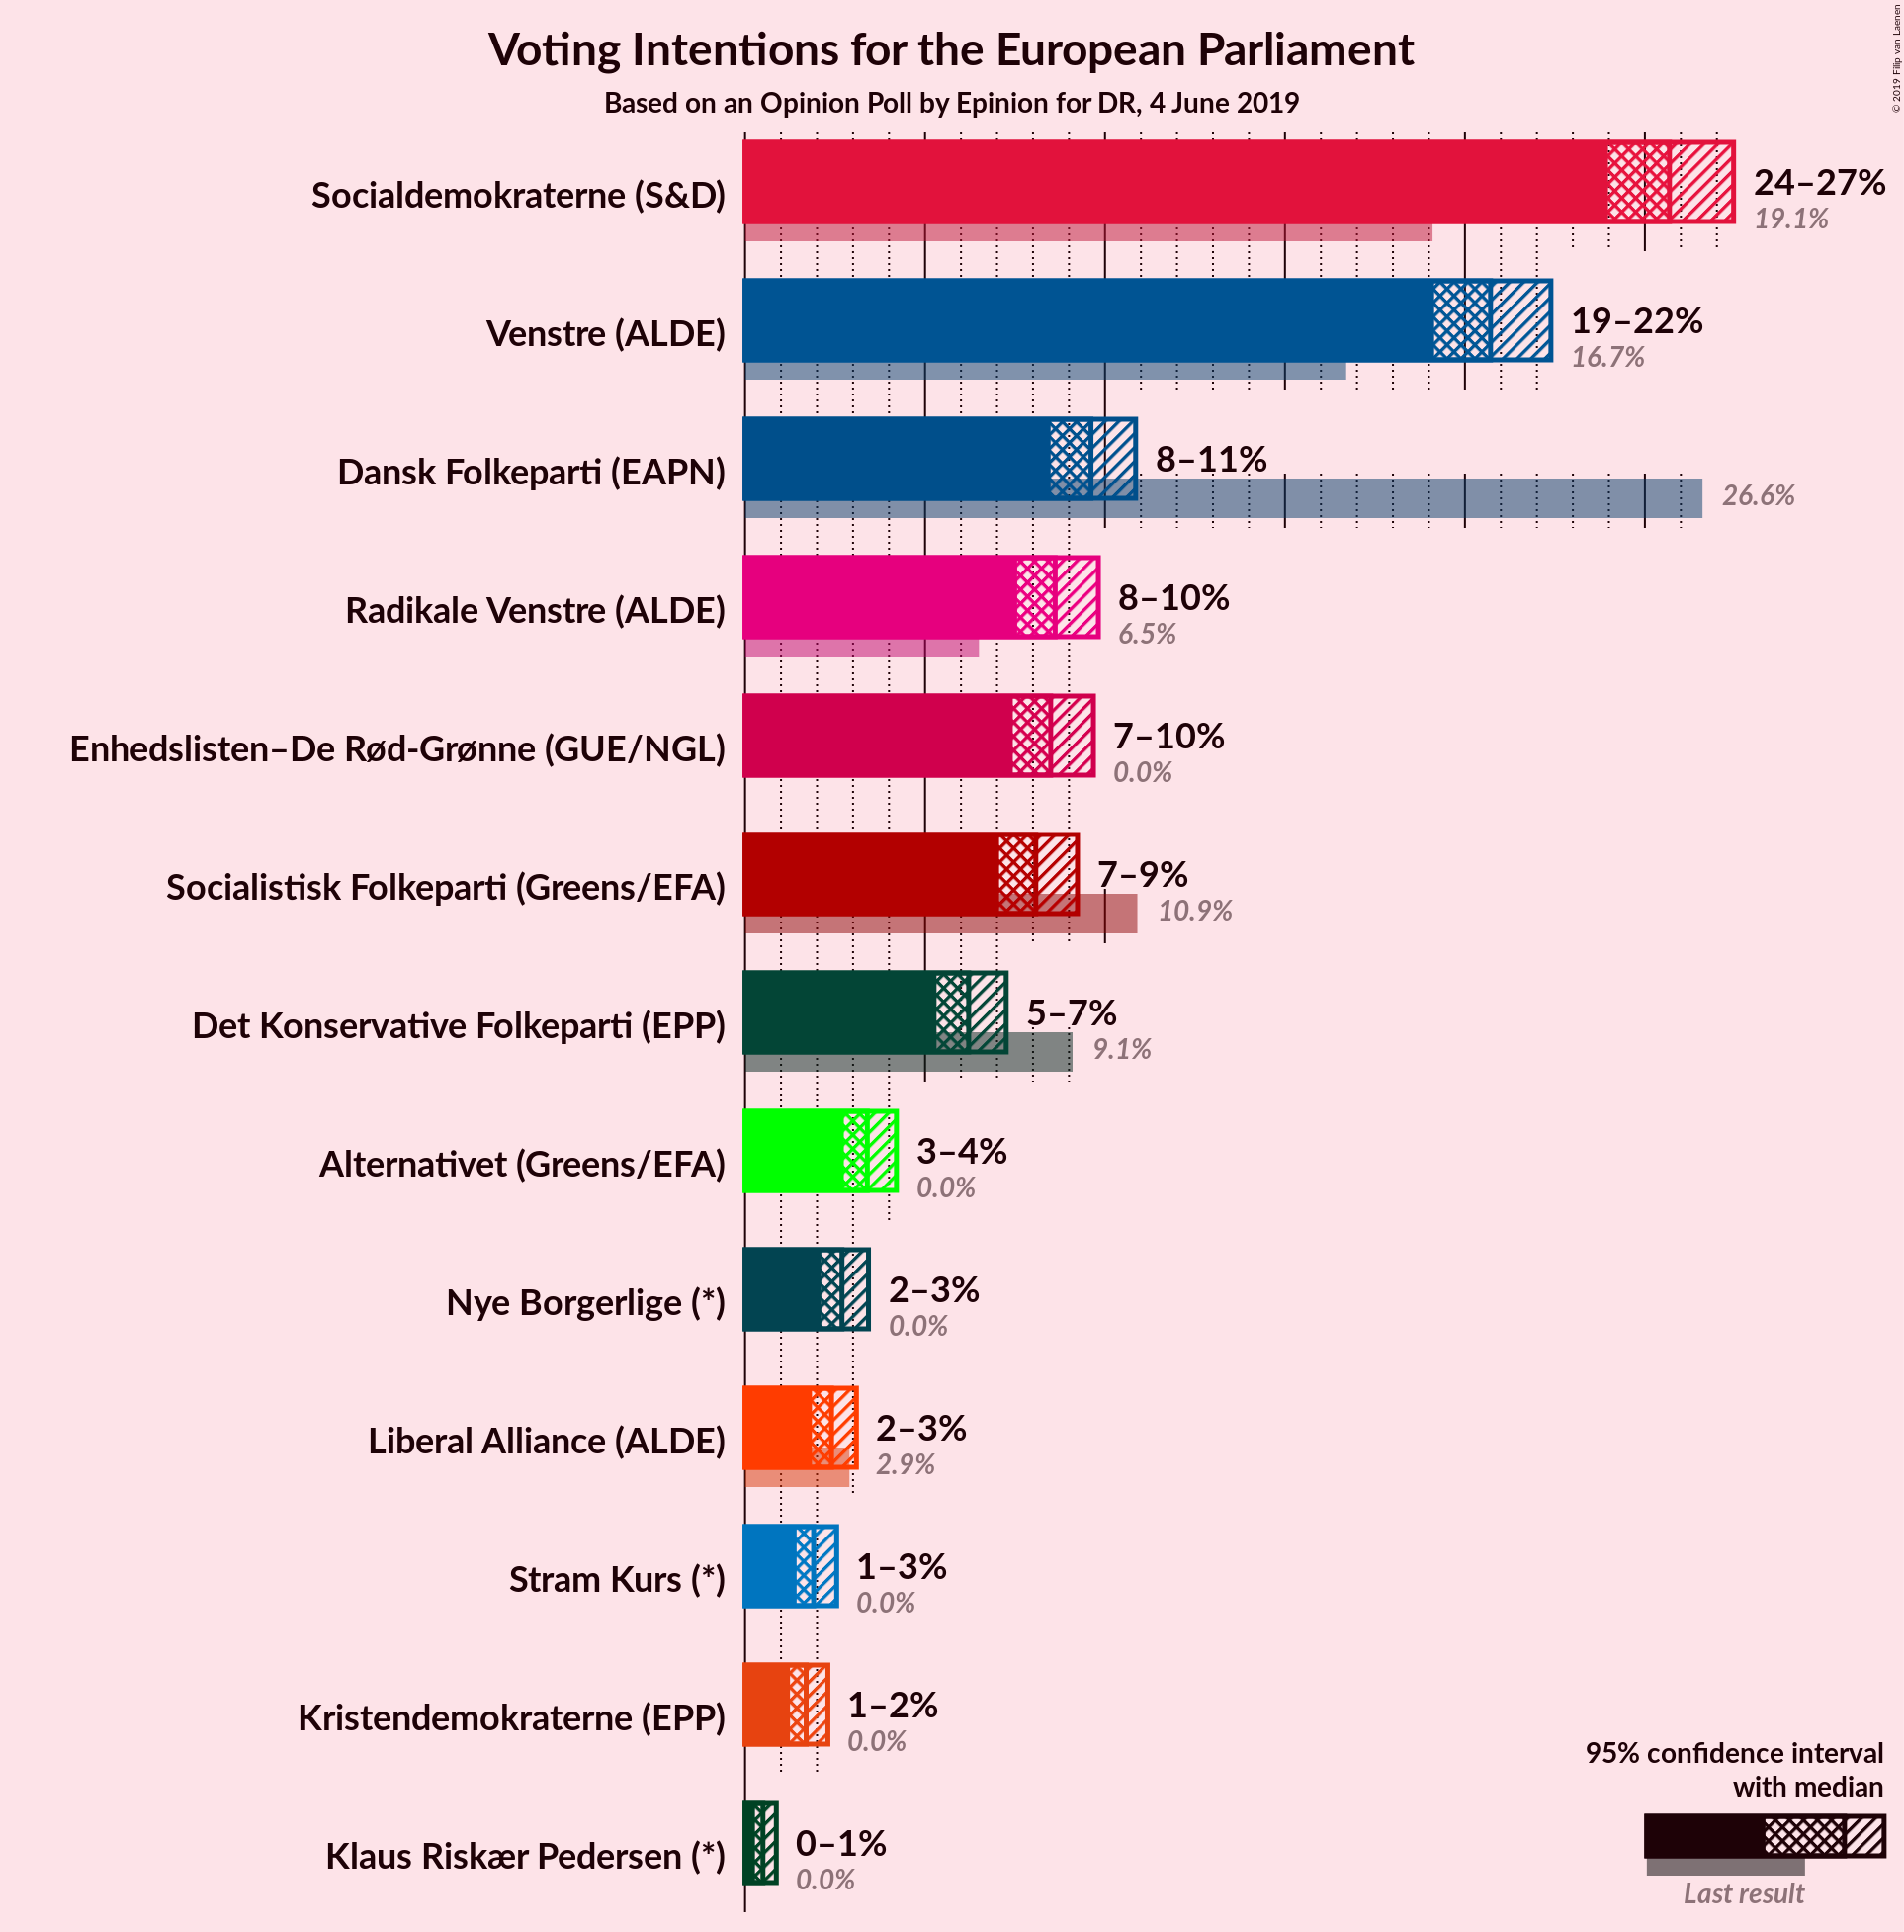 Voting Intentions for the European Parliament
Based on an Opinion Poll by Epinion for DR, 4 June 2019
© 2019 Filip van Laenen
Socialdemokraterne (S&D)
24–27%
19.1%
Venstre (ALDE)
19–22%
16.7%
Dansk Folkeparti (EAPN)
8–11%
26.6%
Radikale Venstre (ALDE)
8–10%
6.5%
Enhedslisten–De Rød-Grønne (GUE/NGL)
7–10%
0.0%
Socialistisk Folkeparti (Greens/EFA)
7–9%
10.9%
Det Konservative Folkeparti (EPP)
5–7%
9.1%
Alternativet (Greens/EFA)
3–4%
0.0%
Nye Borgerlige (*)
2–3%
0.0%
Liberal Alliance (ALDE)
2–3%
2.9%
Stram Kurs (*)
1–3%
0.0%
Kristendemokraterne (EPP)
1–2%
0.0%
Klaus Riskær Pedersen (*)
0–1%
0.0%
95% confidence interval
with median
Last result